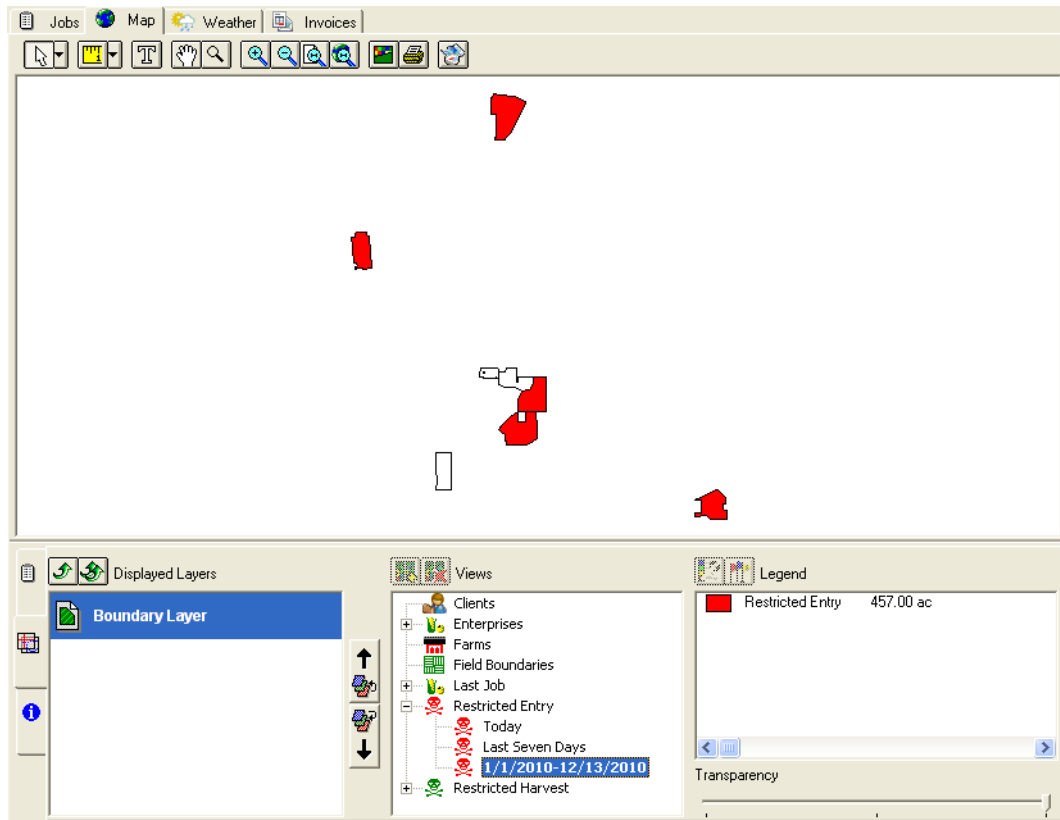 Jobs Map Weather Invoices
T
Displayed Layers
Boundary Layer
Views
Clients
Enterprises
Farms
Field Boundaries
Last Job
Restricted Entry
Today
Last Seven Days
1/1/2010-12/13/2010
Restricted Harvest
Legend
Restricted Entry 457.00 ac
Transparency